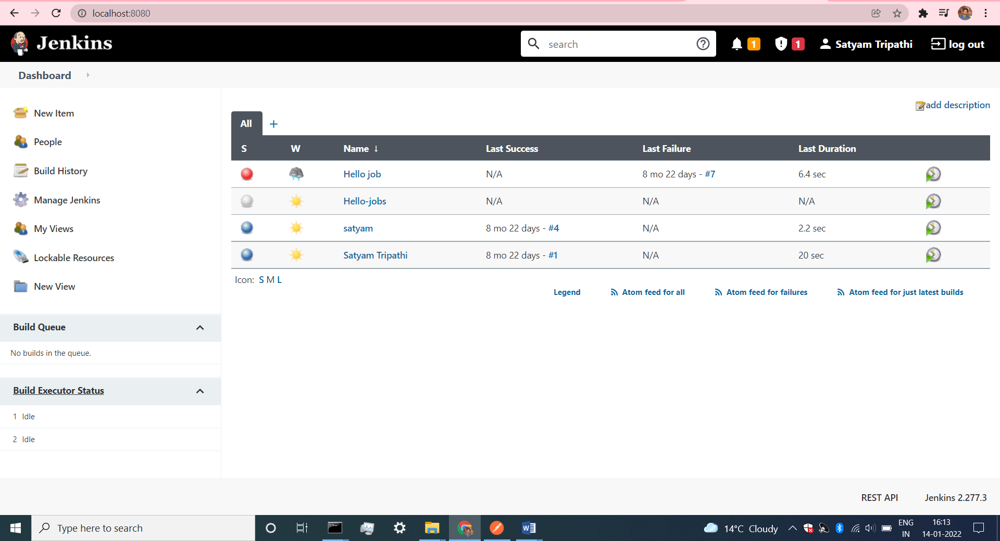 localhost:8080
Jenkins
search
1
1
Satyam Tripathi
log out
Dashboard
New Item
People
Build History
Manage Jenkins
My Views
Lockable Resources
New View
Build Queue
No builds in the queue.
Build Executor Status
1 Idle
2 Idle
add description
All +
S W Name ↓ Last Success Last Failure Last Duration
Hello job N/A 8 mo 22 days - #7 6.4 sec
Hello-jobs N/A N/A N/A
satyam 8 mo 22 days - #4 N/A 2.2 sec
Satyam Tripathi 8 mo 22 days - #1 N/A 20 sec
Icon: S M L
Legend Atom feed for all Atom feed for failures Atom feed for just latest builds
REST API Jenkins 2.277.3
Type here to search
14°C Cloudy
ENG
IN
16:13
14-01-2022